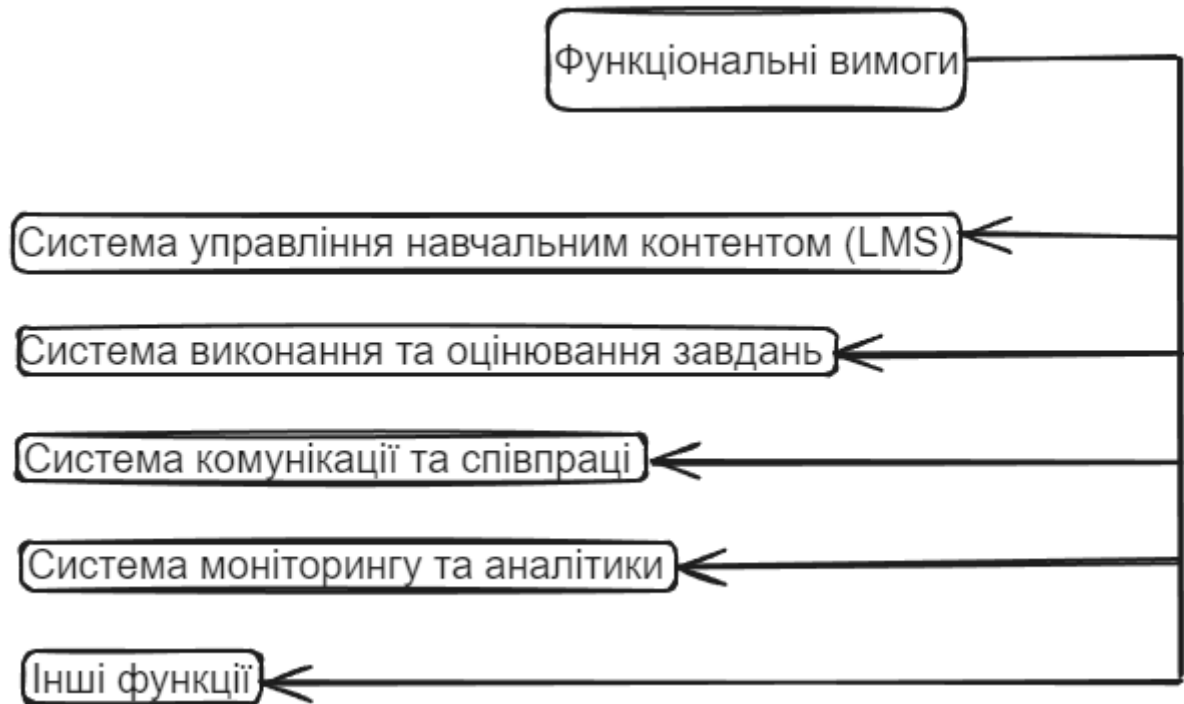 Функціональні вимоги
Система управління навчальним контентом (LMS)
Система виконання та оцінювання завдань
Система комунікації та співпраці
Система моніторингу та аналітики
Інші функції